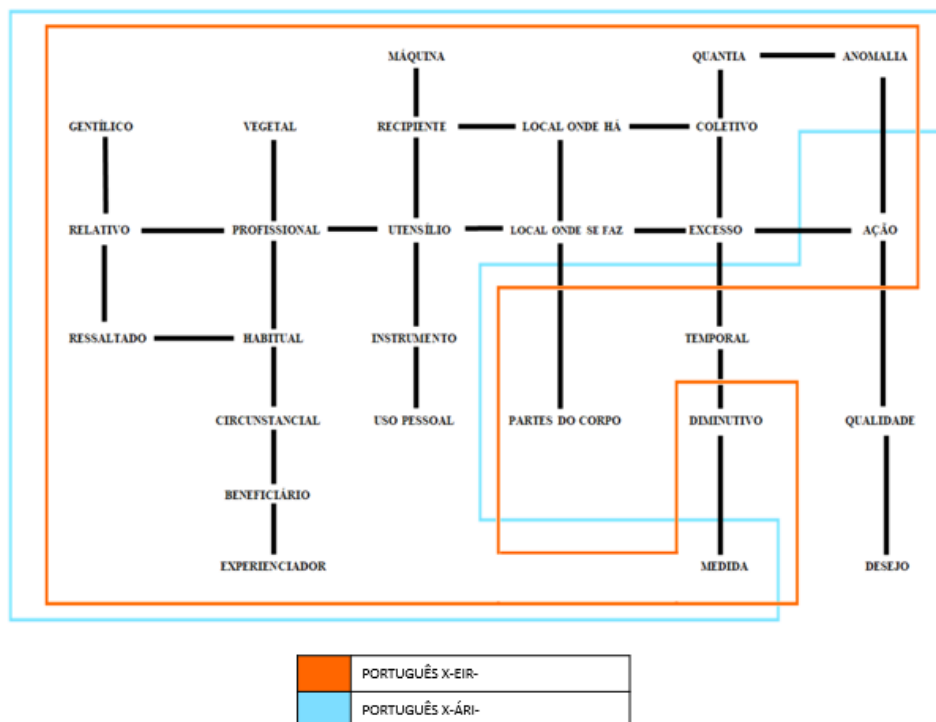 MÁQUINA QUANTIA ANOMALIA
GENTÍLICO VEGETAL RECIPIENTE LOCAL ONDE HÁ COLETIVO
RELATIVO PROFISSIONAL UTENSÍLIO LOCAL ONDE SE FAZ EXCESSO AÇÃO
RESSALTADO HABITUAL INSTRUMENTO TEMPORAL
CIRCUNSTANCIAL USO PESSOAL PARTES DO CORPO DIMINUTIVO QUALIDADE
BENEFICIÁRIO
EXPERIENCIADOR MEDIDA DESEJO
PORTUGUÊS X-EIR-
PORTUGUÊS X-ÁRI-